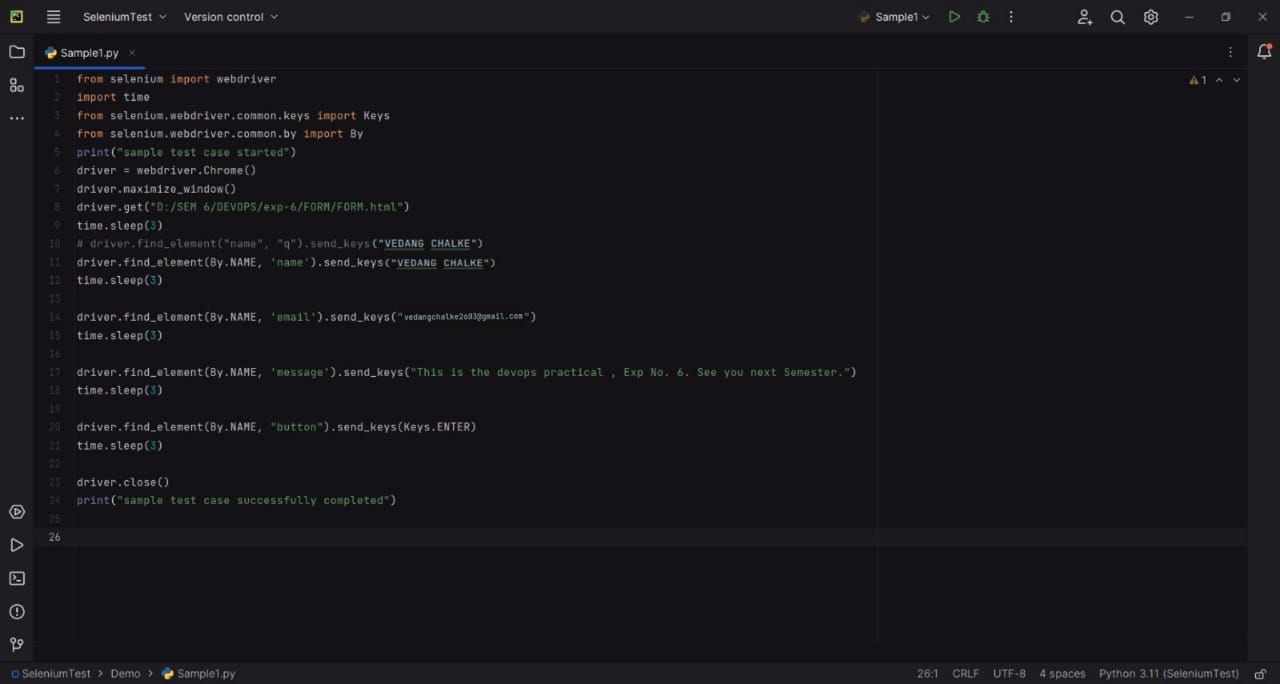 SeleniumTest Version control Sample1
Sample1.py
1
1 from selenium import webdriver
2 import time
3 from selenium.webdriver.common.keys import Keys
4 from selenium.webdriver.common.by import By
5 print("sample test case started")
6 driver = webdriver.Chrome()
7 driver.maximize_window()
8 driver.get("D:/SEM 6/DEVOPS/exp-6/FORM/FORM.html")
9 time.sleep(3)
10 # driver.find_element("name", "q").send_keys("VEDANG CHALKE")
11 driver.find_element(By.NAME, 'name').send_keys("VEDANG CHALKE")
12 time.sleep(3)
13
14 driver.find_element(By.NAME, 'email').send_keys("vedangchalke2603@gmail.com")
15 time.sleep(3)
16
17 driver.find_element(By.NAME, 'message').send_keys("This is the devops practical , Exp No. 6. See you next Semester.")
18 time.sleep(3)
19
20 driver.find_element(By.NAME, "button").send_keys(Keys.ENTER)
21 time.sleep(3)
22
23 driver.close()
24 print("sample test case successfully completed")
25
26
SeleniumTest > Demo > Sample1.py 26:1 CRLF UTF-8 4 spaces Python 3.11 (SeleniumTest)